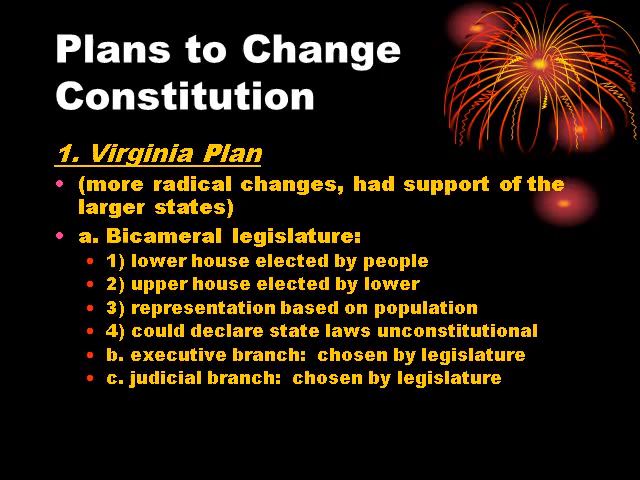 Plans to Change
Constitution
1. Virginia Plan
• (more radical changes, had support of the
larger states)
• a. Bicameral legislature:
• 1) lower house elected by people
• 2) upper house elected by lower
• 3) representation based on population
• 4) could declare state laws unconstitutional
• b. executive branch:  chosen by legislature
• c. judicial branch:  chosen by legislature